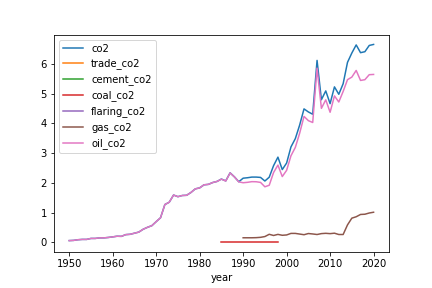 co2
trade_co2
cement_co2
coal_co2
flaring_co2
gas_co2
oil_co2
6
5
4
3
2
1
0
1950 1960 1970 1980 1990 2000 2010 2020
year